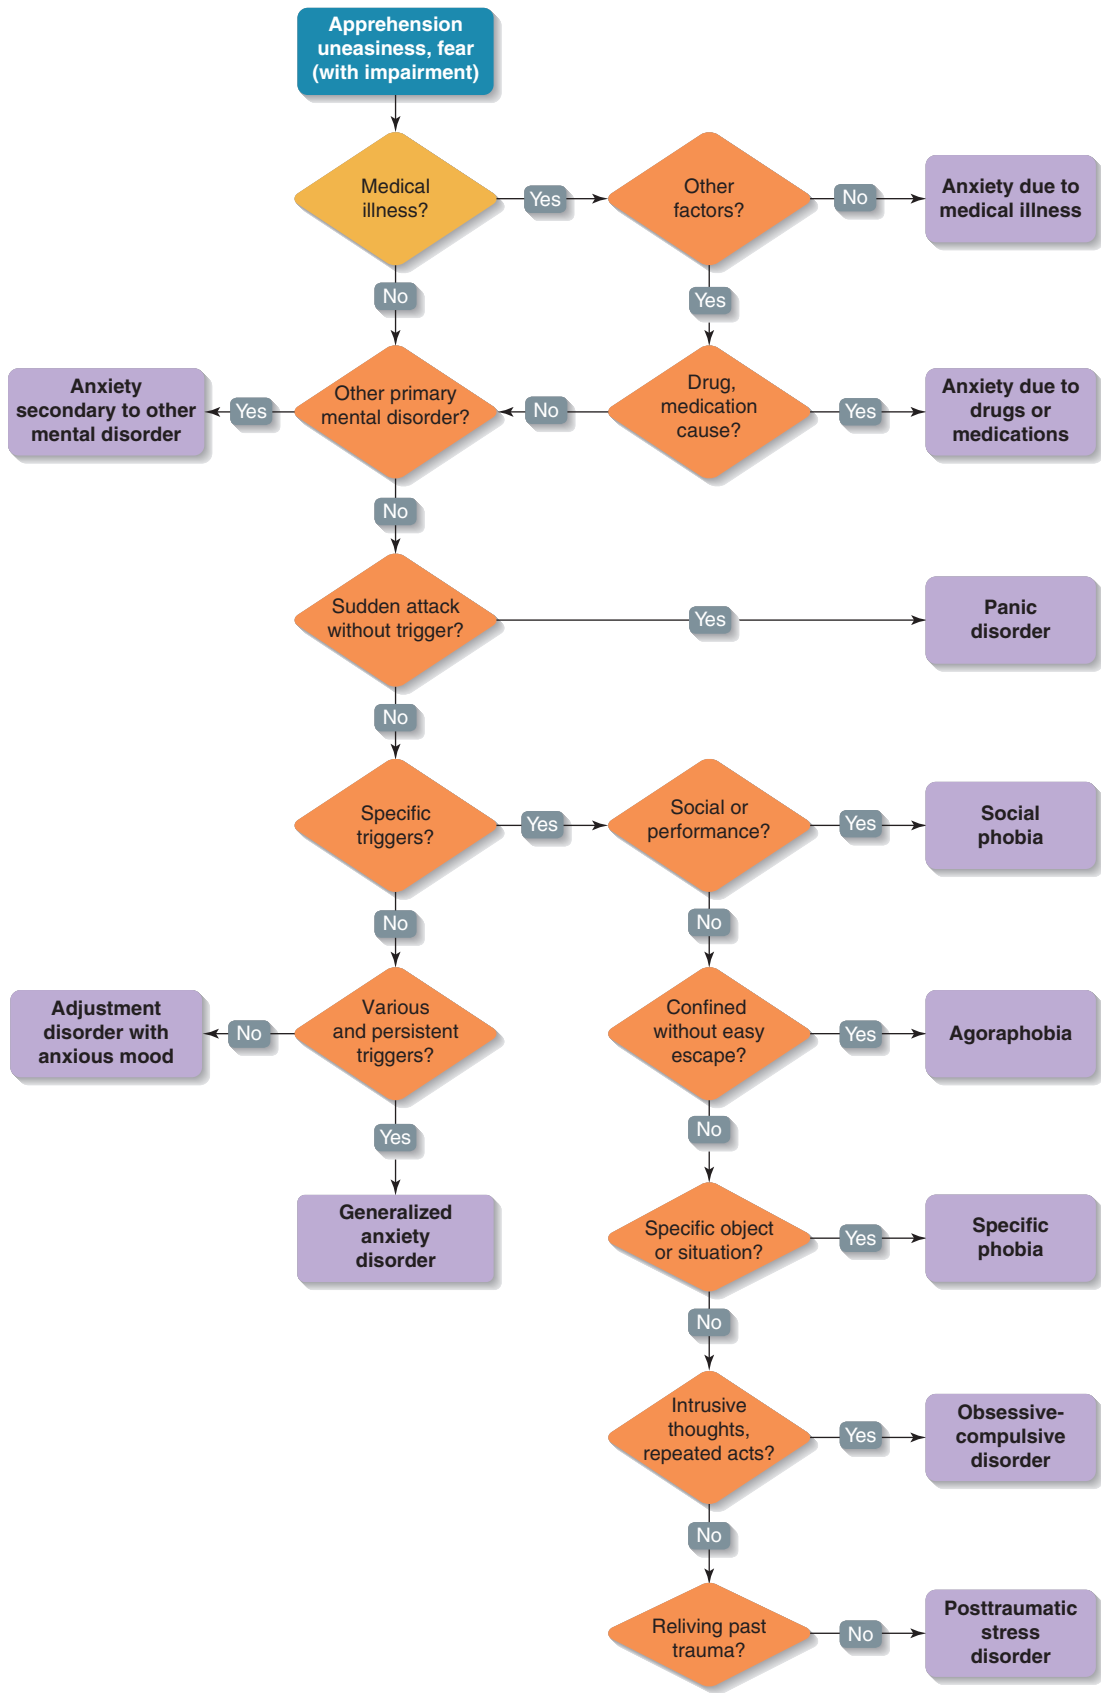 Apprehension
uneasiness, fear
(with impairment)
Medical
illness?
Yes
Other
factors?
No
Anxiety due to
medical illness
No
Yes
Anxiety
secondary to other
mental disorder
Yes
Other primary
mental disorder?
No
Drug,
medication
cause?
Yes
Anxiety due to
drugs or
medications
No
Sudden attack
without trigger?
Yes
Panic
disorder
No
Specific
triggers?
Yes
Social or
performance?
Yes
Social
phobia
No
No
Adjustment
disorder with
anxious mood
No
Various
and persistent
triggers?
Confined
without easy
escape?
Yes
Agoraphobia
Yes
No
Generalized
anxiety
disorder
Specific object
or situation?
Yes
Specific
phobia
No
Intrusive
thoughts,
repeated acts?
Yes
Obsessive-
compulsive
disorder
No
Reliving past
trauma?
No
Posttraumatic
stress
disorder